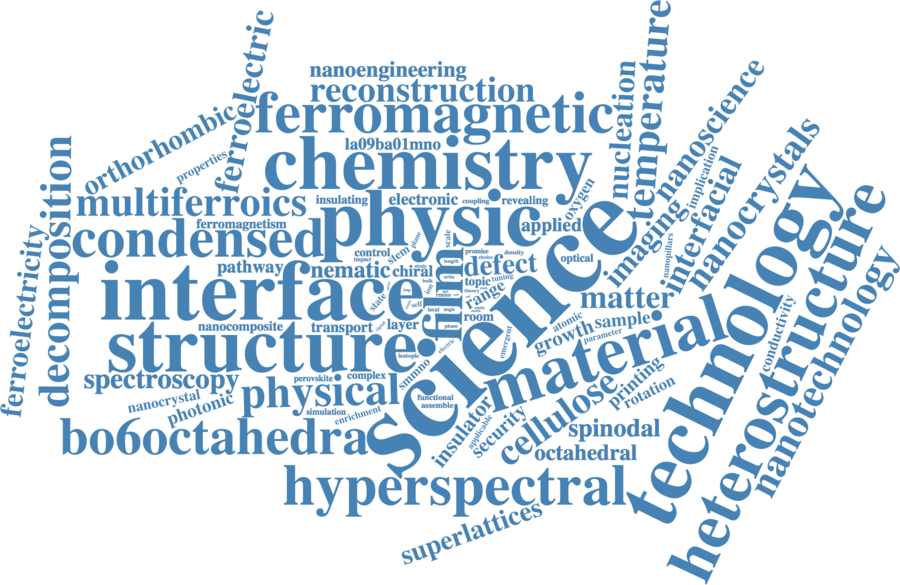 ferroelectric
temperature
nanoengineering
reconstruction
nucleation
nanoscience
orthorhombic
ferromagnetic
la09ba01mno
chemistry
properties
implication
nanocrystals
decomposition
multiferroics
insulating
electronic
coupling
revealing
oxygen
imaging
interfacial
ferromagnetism
physic
applied
condensed
plane
scale
control
stem
promise
density
optical
nanopillars
ferroelectricity
pathway
nematic
chiral
length
defect
topic
tuning
interface
film
range
matter
science
technology
heterostructure
state
self
local
room
nanocomposite
transport
layer
phase
atomic
growth
sample
parameter
conductivity
structure
isotopic
electric
emergent
material
nanotechnology
spectroscopy
perovskite
complex
smmno
physical
nanocrystal
photonic
simulation
enrichment
functional
assemble
insulator
applicable
security
cellulose
printing
rotation
bo6octahedra
spinodal
octahedral
hyperspectral
superlattices